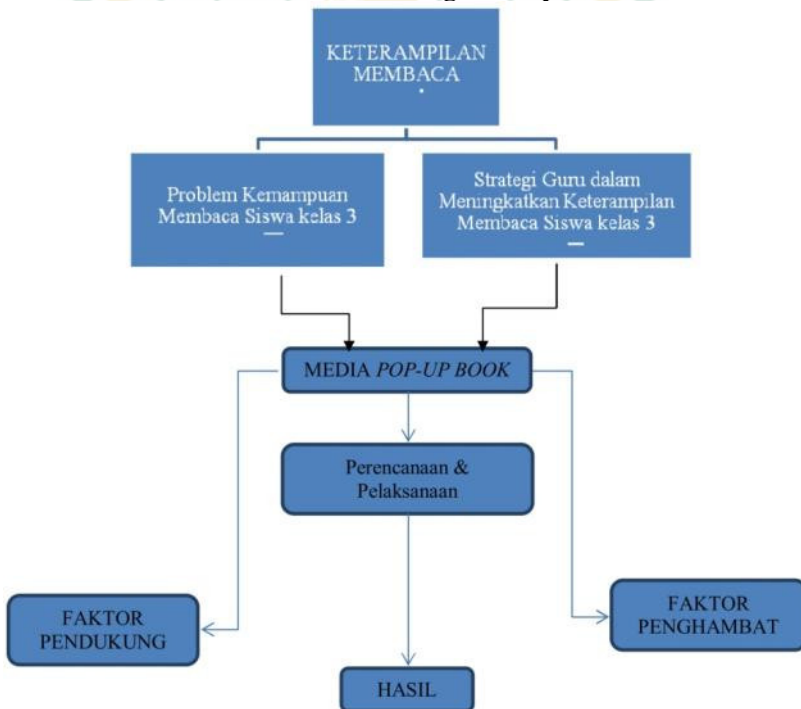 KETERAMPILAN
MEMBACA
Problem Kemampuan
Membaca Siswa kelas 3
Strategi Guru dalam
Meningkatkan Keterampilan
Membaca Siswa kelas 3
MEDIA POP-UP BOOK
Perencanaan &
Pelaksanaan
FAKTOR
PENDUKUNG
FAKTOR
PENGHAMBAT
HASIL